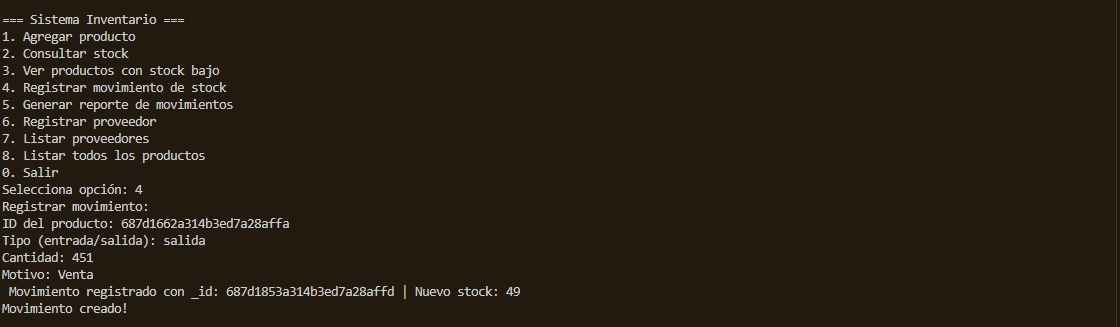 === Sistema Inventario ===
1. Agregar producto
2. Consultar stock
3. Ver productos con stock bajo
4. Registrar movimiento de stock
5. Generar reporte de movimientos
6. Registrar proveedor
7. Listar proveedores
8. Listar todos los productos
0. Salir
Selecciona opción: 4
Registrar movimiento:
ID del producto: 687d1662a314b3ed7a28affa
Tipo (entrada/salida): salida
Cantidad: 451
Motivo: Venta
 Movimiento registrado con _id: 687d1853a314b3ed7a28affd | Nuevo stock: 49
Movimiento creado!